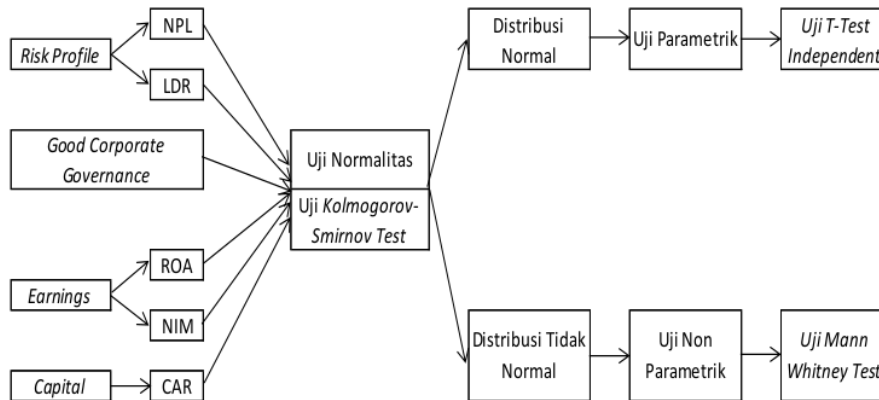 Risk Profile
NPL
LDR
Good Corporate
Governance
Earnings
ROA
NIM
Capital
CAR
Uji Normalitas
Uji Kolmogorov-
Smirnov Test
Distribusi
Normal
Uji Parametrik
Uji T-Test
Independent
Distribusi Tidak
Normal
Uji Non
Parametrik
Uji Mann
Whitney Test